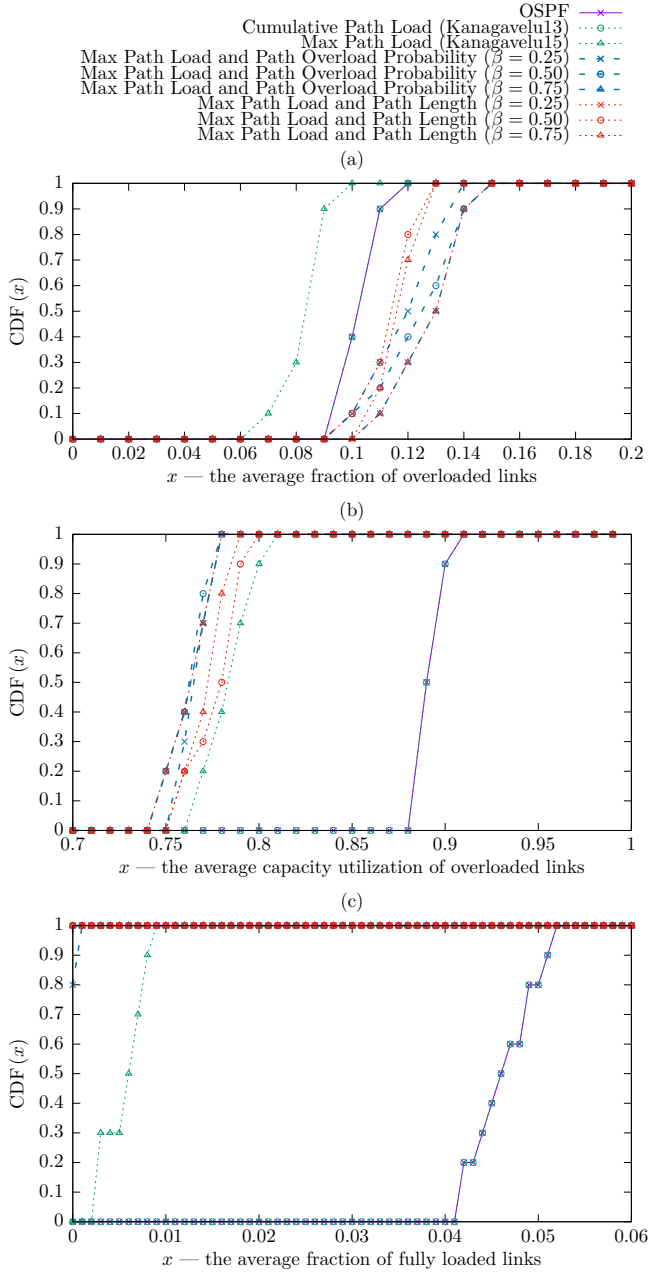 OSPF
Cumulative Path Load (Kanagavelu13)
Max Path Load (Kanagavelu15)
Max Path Load and Path Overload Probability (β = 0.25)
Max Path Load and Path Overload Probability (β = 0.50)
Max Path Load and Path Overload Probability (β = 0.75)
Max Path Load and Path Length (β = 0.25)
Max Path Load and Path Length (β = 0.50)
Max Path Load and Path Length (β = 0.75)
(a)
1
0.9
0.8
0.7
0.6
0.5
0.4
0.3
0.2
0.1
0
CDF (x)
0 0.02 0.04 0.06 0.08 0.1 0.12 0.14 0.16 0.18 0.2
x — the average fraction of overloaded links
(b)
1
0.9
0.8
0.7
0.6
0.5
0.4
0.3
0.2
0.1
0
CDF (x)
0.7 0.75 0.8 0.85 0.9 0.95 1
x — the average capacity utilization of overloaded links
(c)
1
0.9
0.8
0.7
0.6
0.5
0.4
0.3
0.2
0.1
0
CDF (x)
0 0.01 0.02 0.03 0.04 0.05 0.06
x — the average fraction of fully loaded links